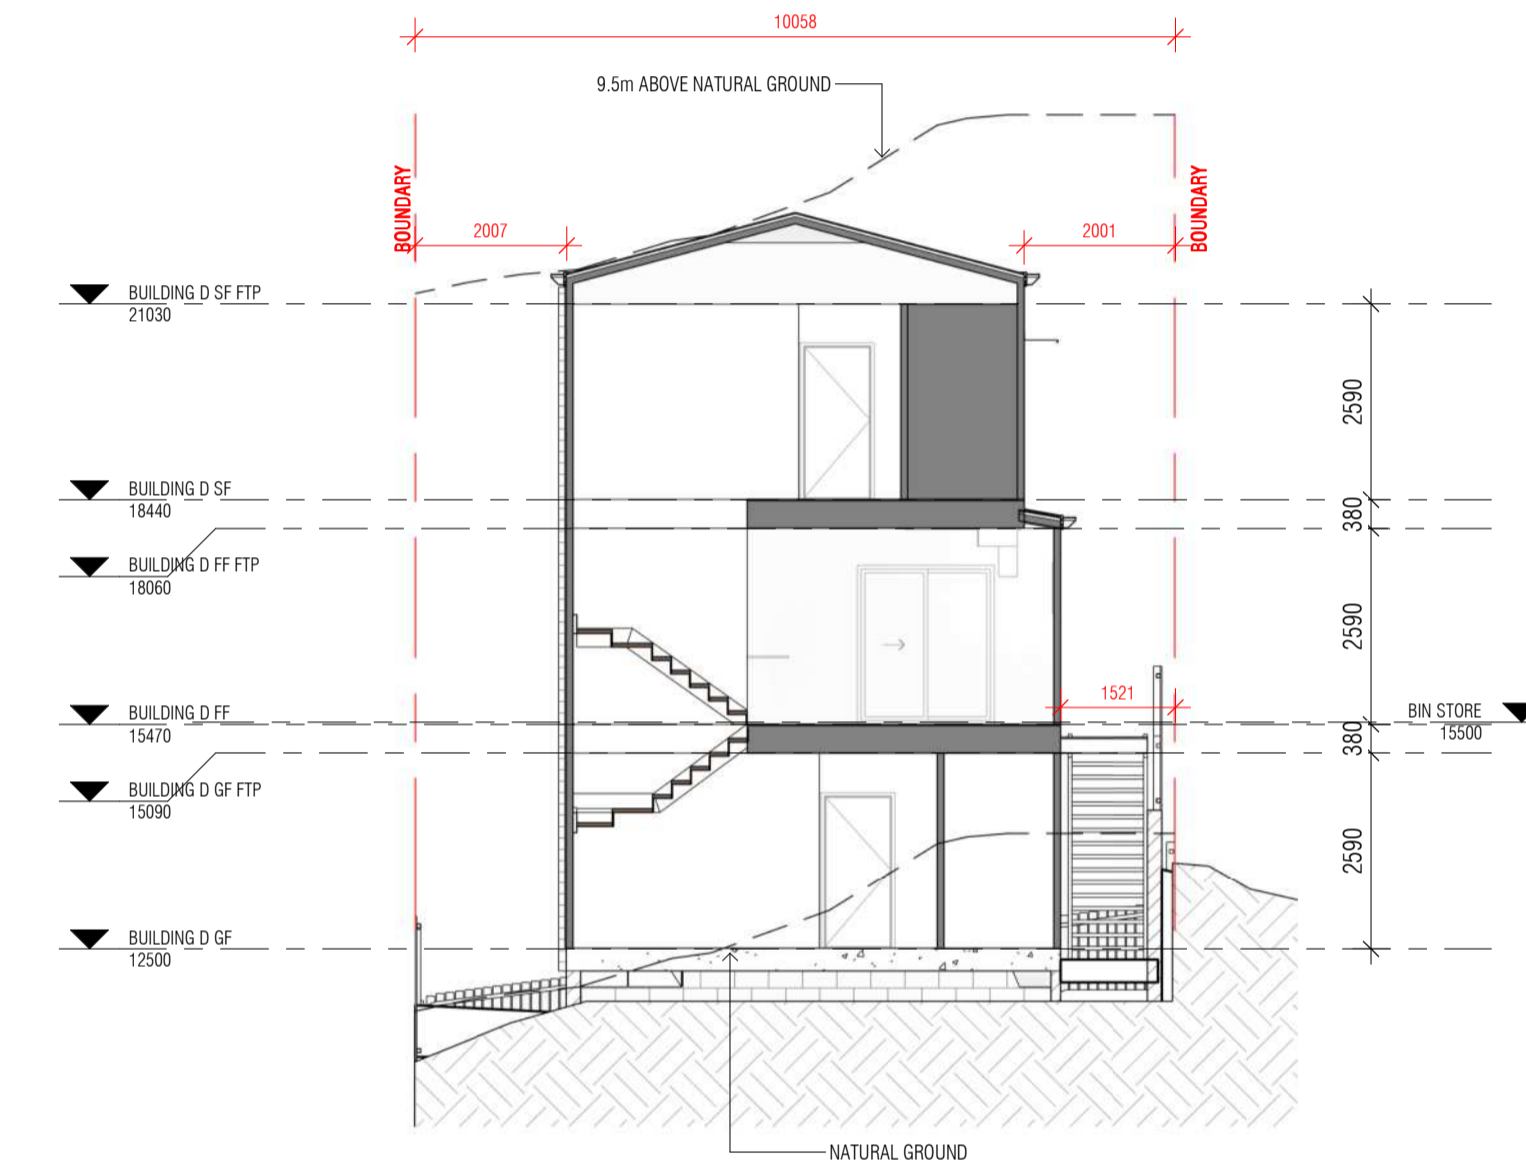 10058
9.5m ABOVE NATURAL GROUND
BOUNDARY
BOUNDARY
2007
2001
BUILDING D SF FTP
21030
2590
BUILDING D SF
18440
380
BUILDING D FF FTP
18060
2590
1521
BUILDING D FF
15470
BIN STORE
15500
380
BUILDING D GF FTP
15090
2590
BUILDING D GF
12500
NATURAL GROUND